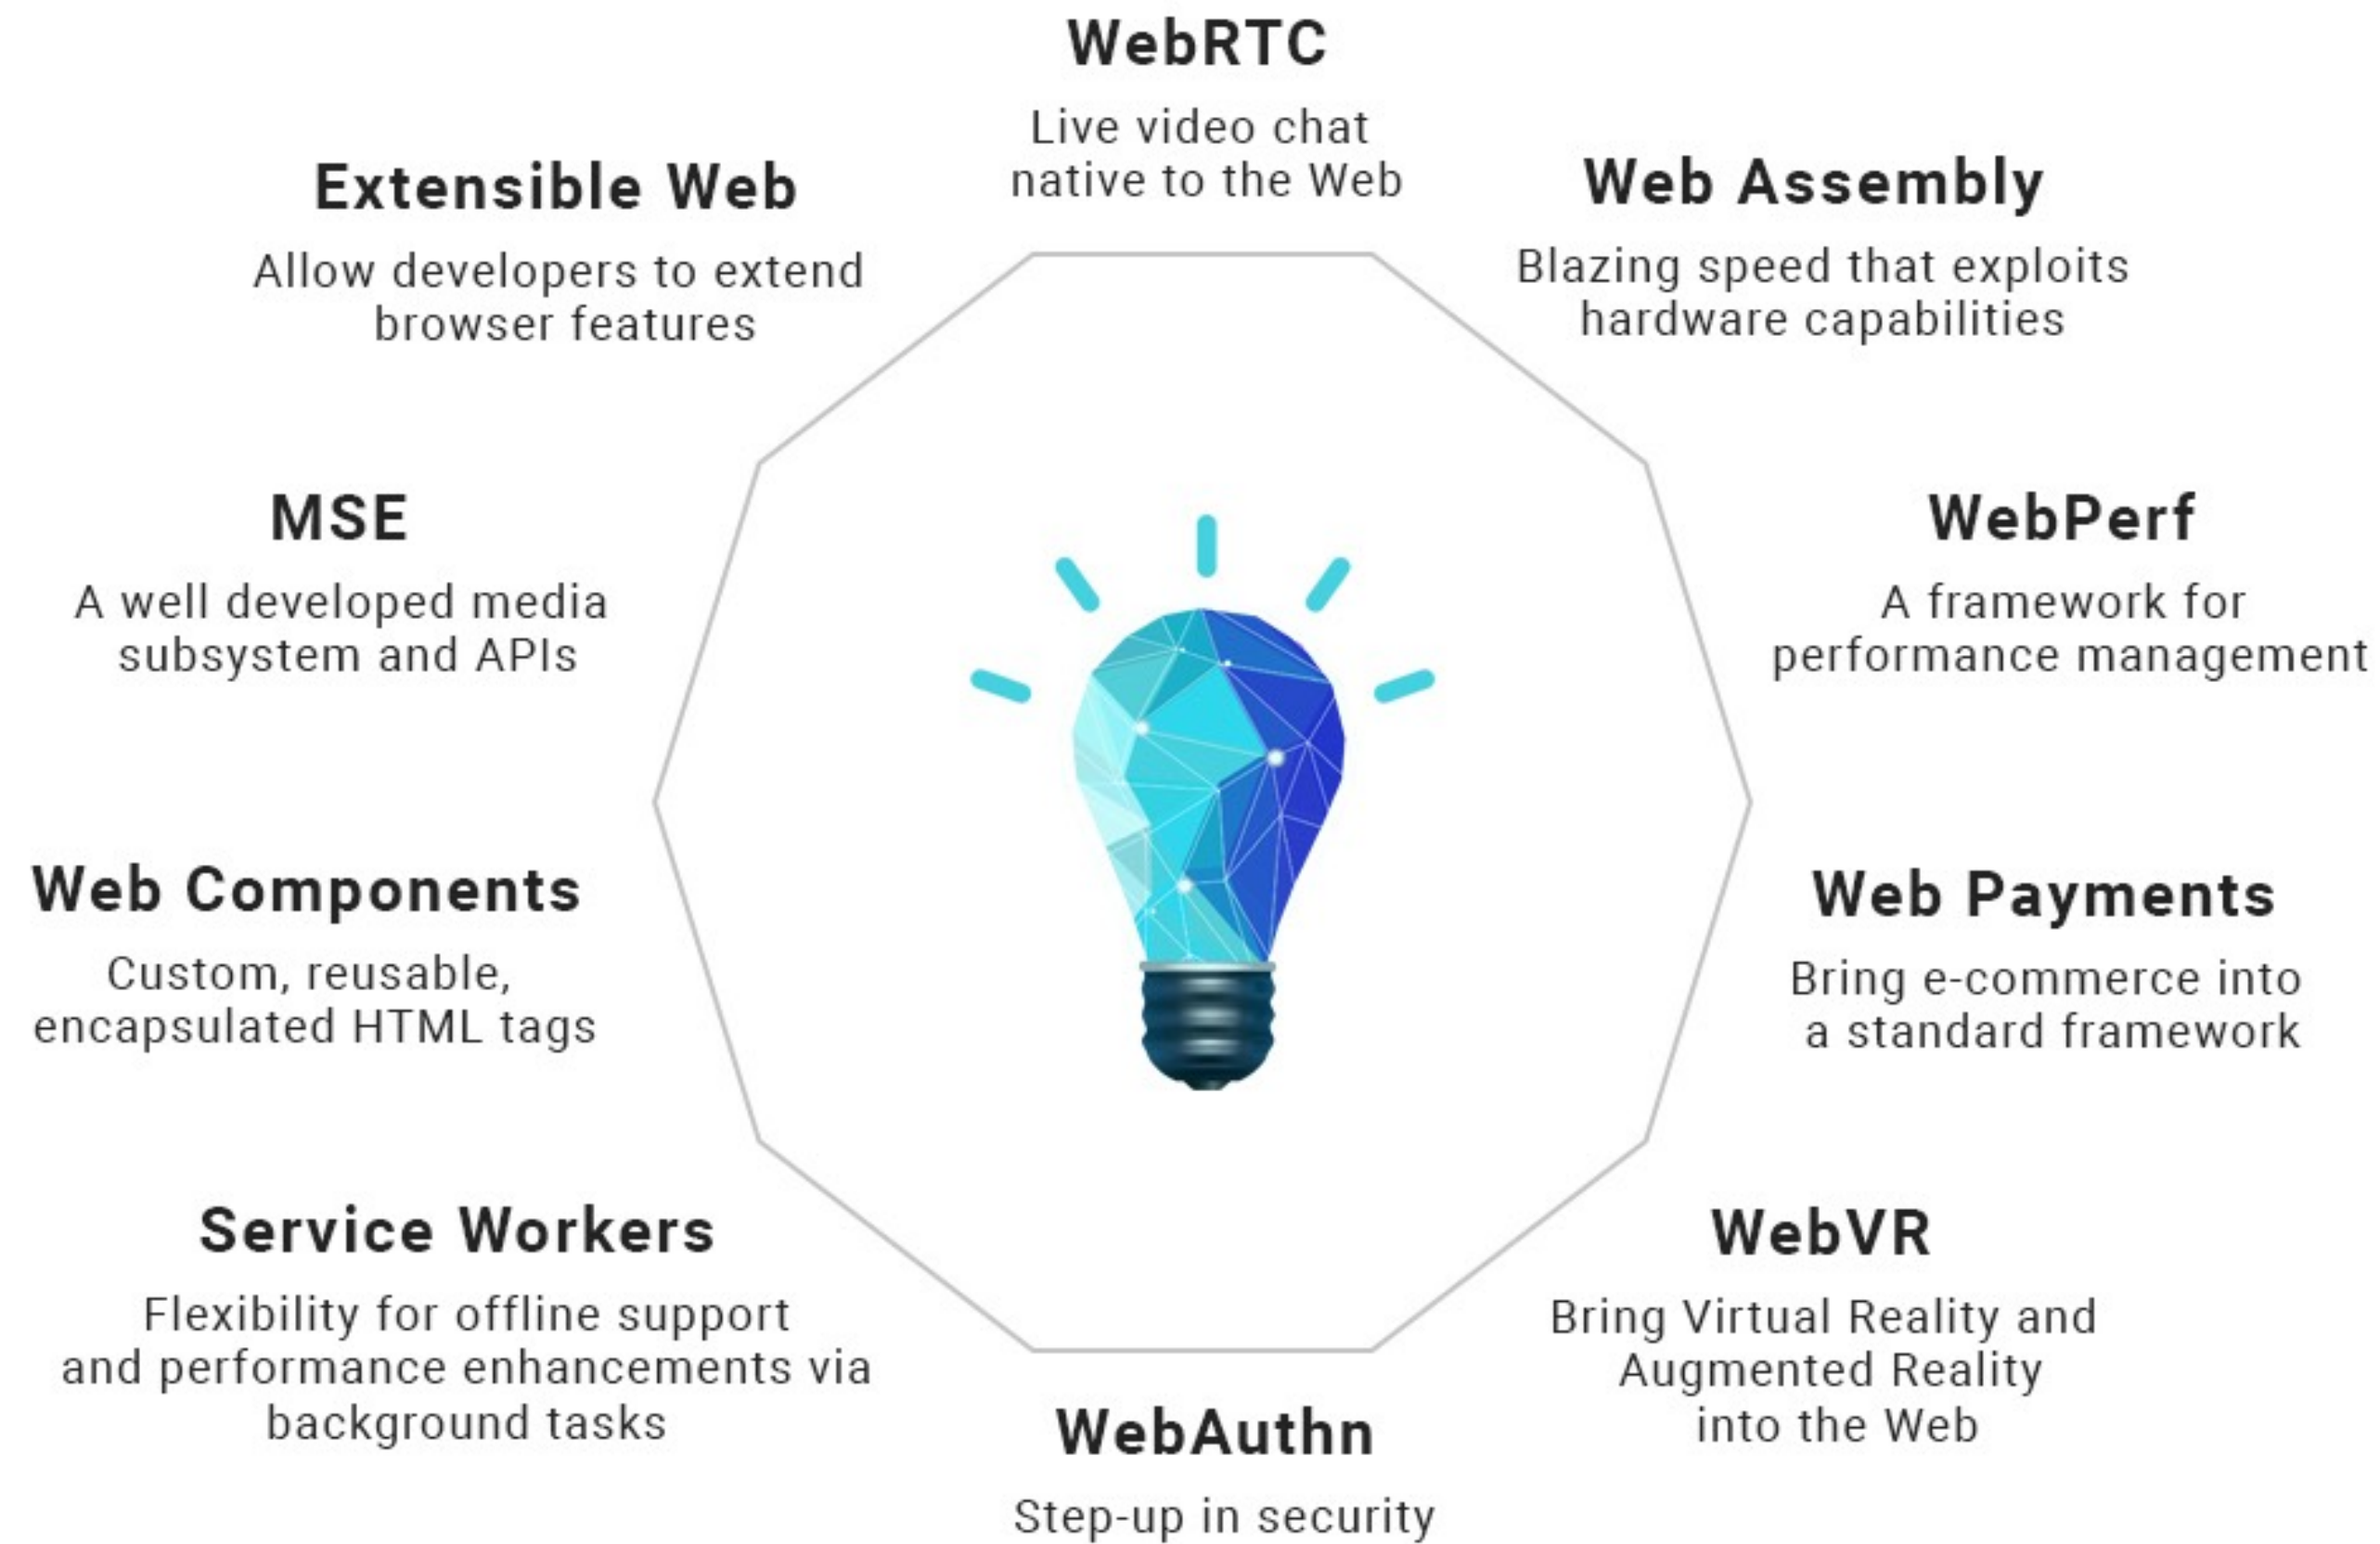 WebRTC
Live video chat
native to the Web
Web Assembly
Blazing speed that exploits
hardware capabilities
WebPerf
A framework for
performance management
Web Payments
Bring e-commerce into
a standard framework
WebVR
Bring Virtual Reality and
Augmented Reality
into the Web
WebAuthn
Step-up in security
Service Workers
Flexibility for offline support
and performance enhancements via
background tasks
Web Components
Custom, reusable,
encapsulated HTML tags
MSE
A well developed media
subsystem and APIs
Extensible Web
Allow developers to extend
browser features